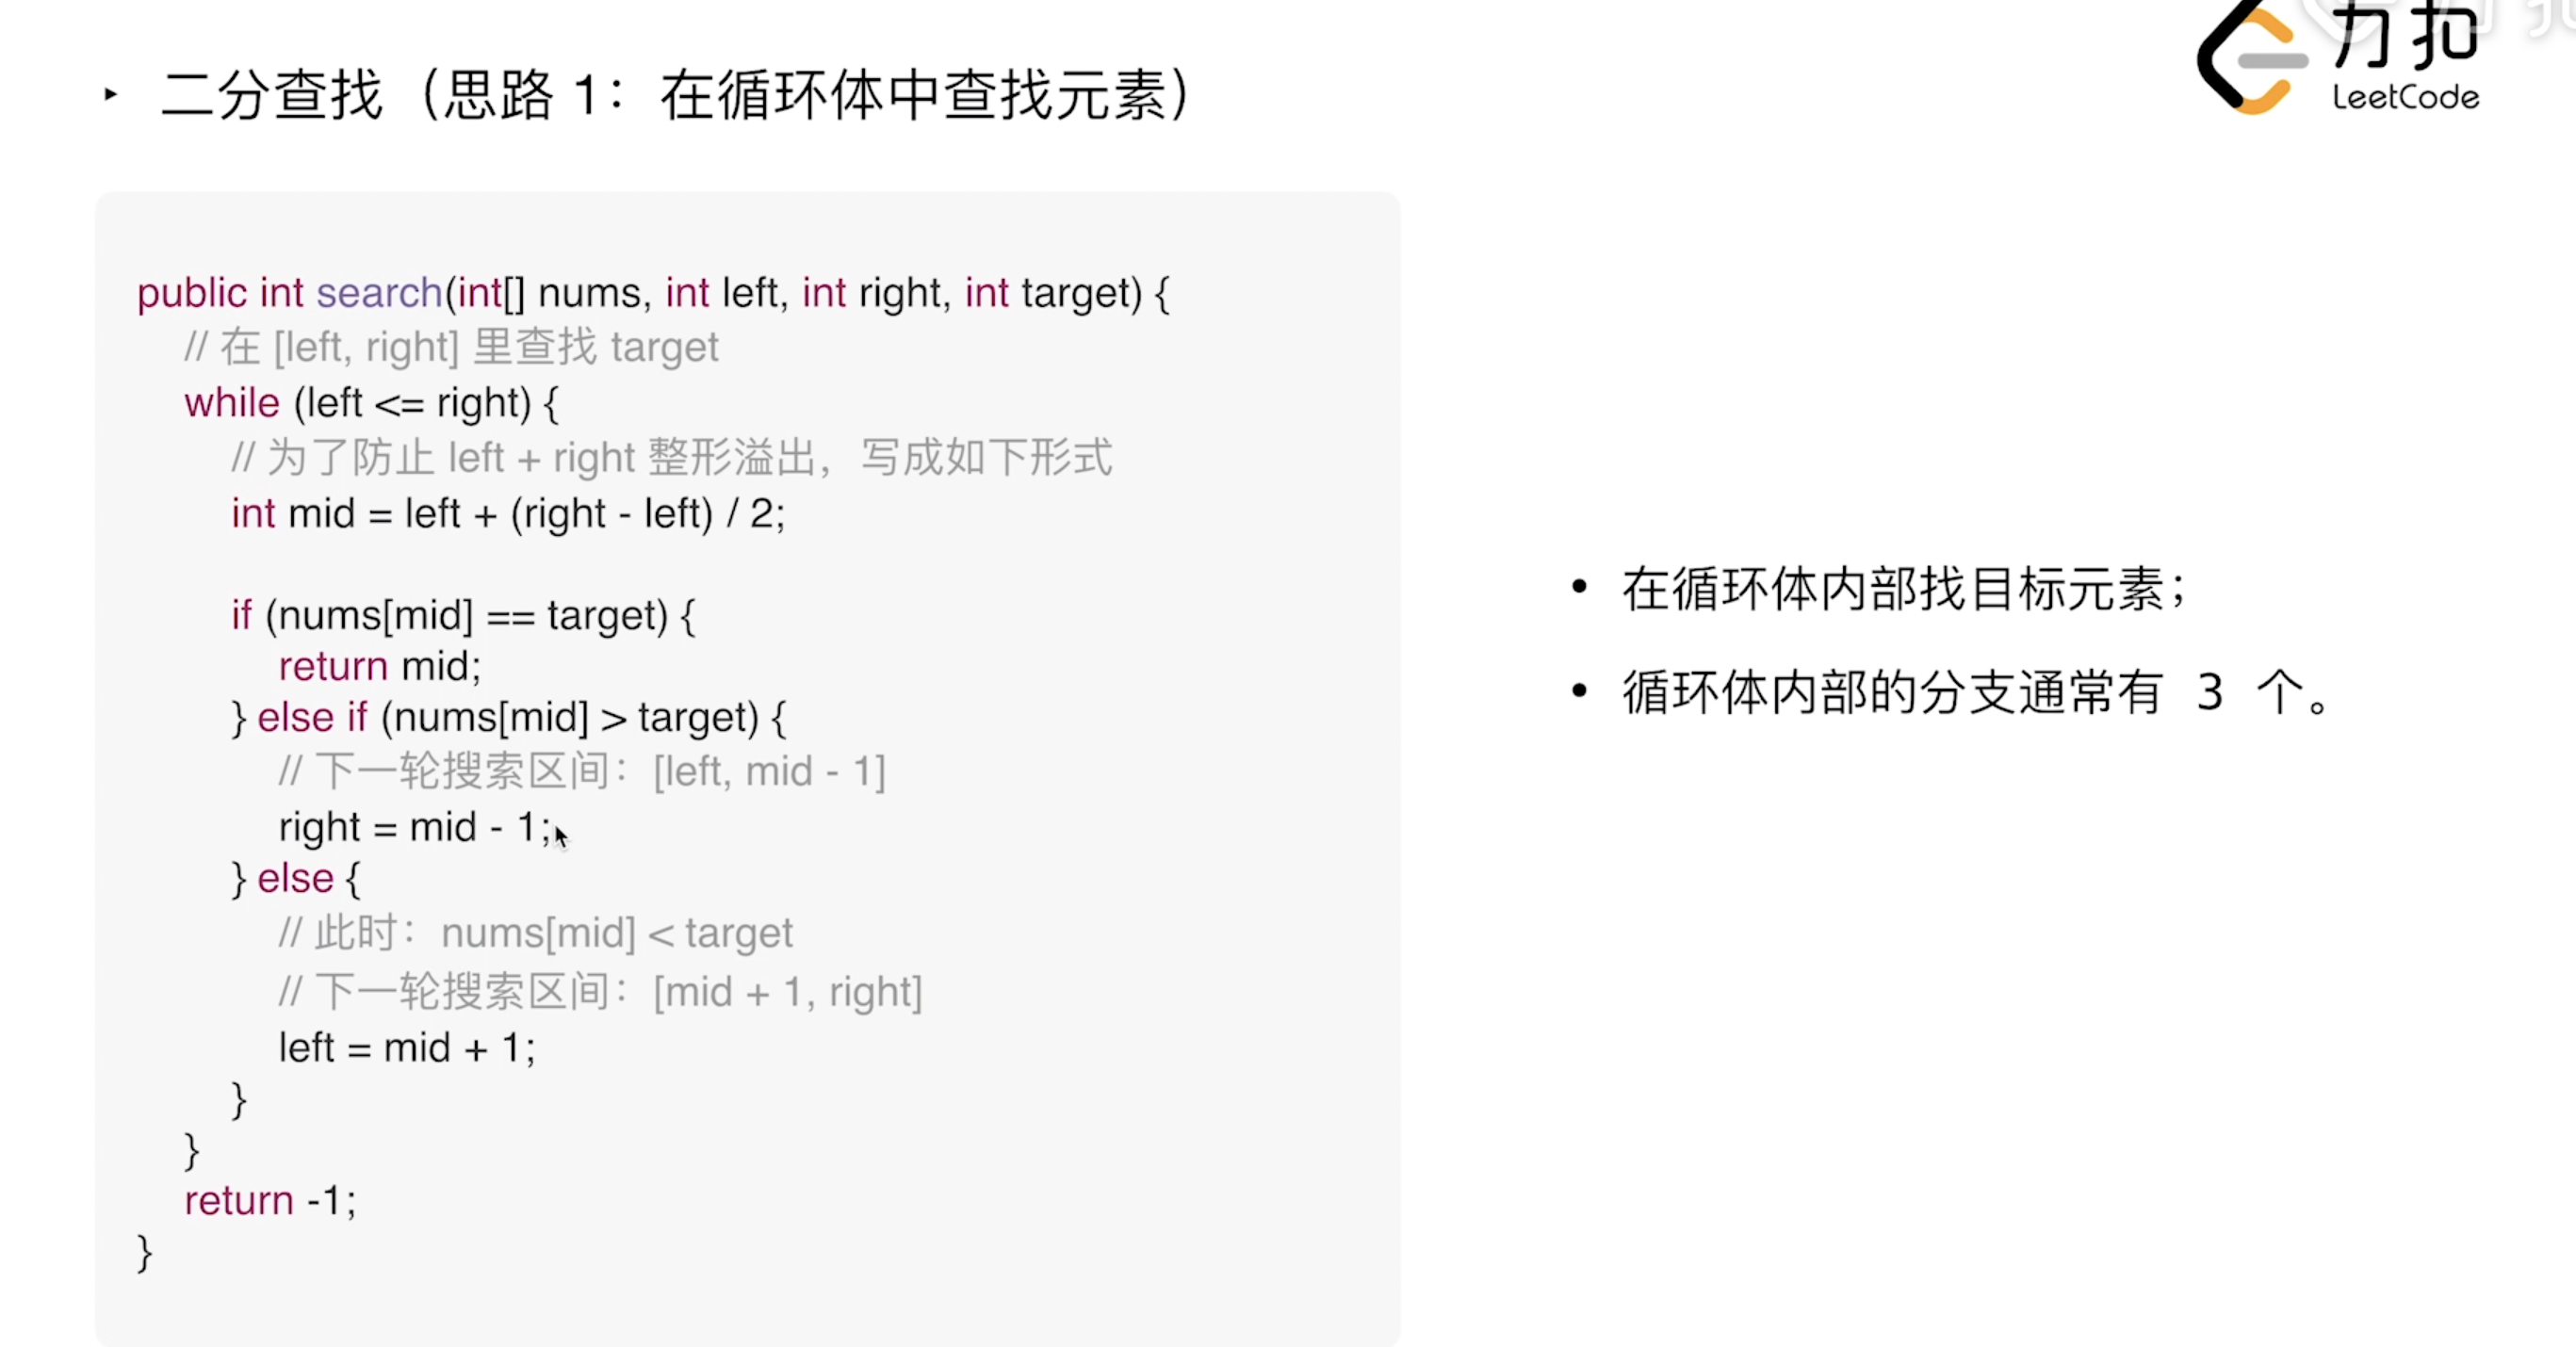 ▸ 二分查找（思路 1：在循环体中查找元素）
力扣
LeetCode
public int search(int[] nums, int left, int right, int target) {
// 在 [left, right] 里查找 target
while (left <= right) {
// 为了防止 left + right 整形溢出，写成如下形式
int mid = left + (right - left) / 2;
if (nums[mid] == target) {
return mid;
} else if (nums[mid] > target) {
// 下一轮搜索区间：[left, mid - 1]
right = mid - 1;
} else {
// 此时：nums[mid] < target
// 下一轮搜索区间：[mid + 1, right]
left = mid + 1;
}
}
return -1;
}
• 在循环体内部找目标元素；
• 循环体内部的分支通常有 3 个。